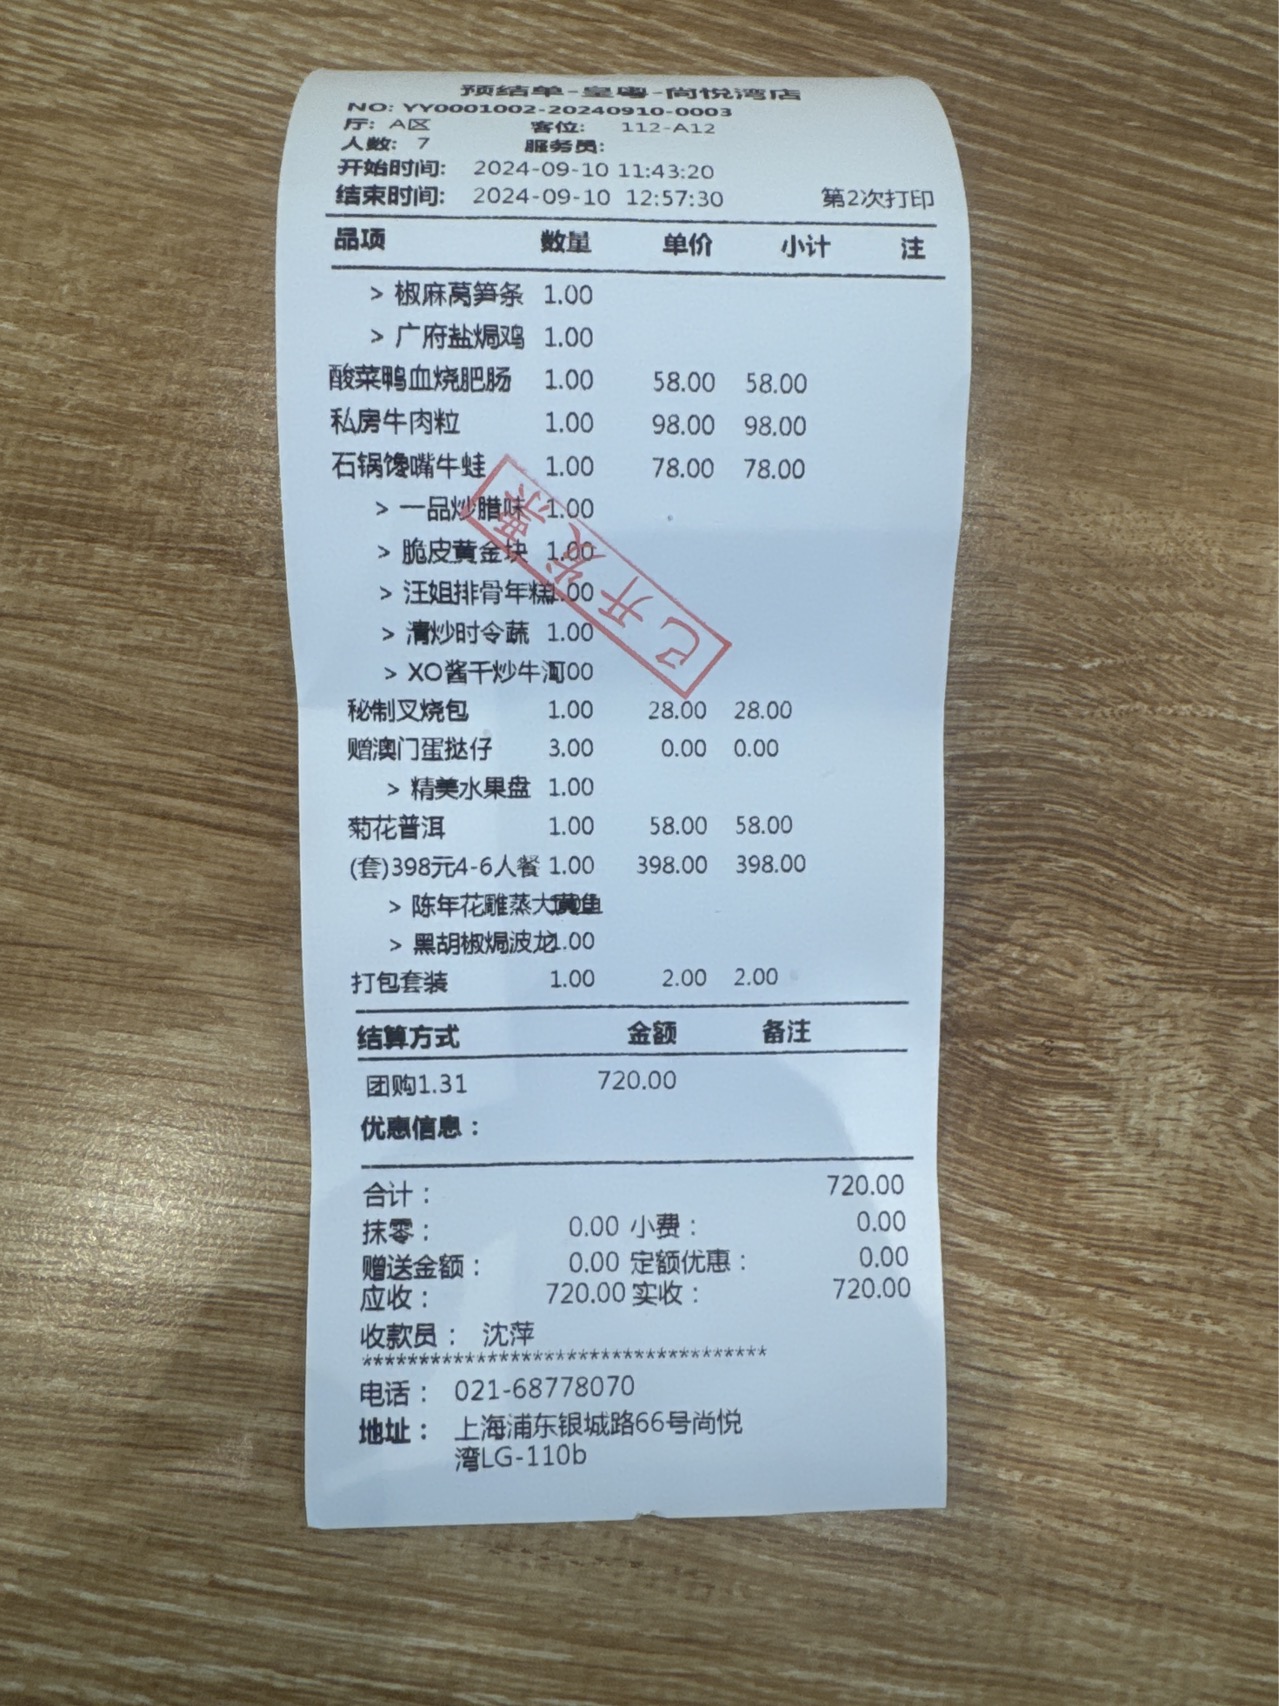 预结单-皇粤-尚悦湾店
NO: YY0001002-20240910-0003
厅: A区 客位: 112-A12
人数: 7 服务员:
开始时间: 2024-09-10 11:43:20
结束时间: 2024-09-10 12:57:30 第2次打印
品项 数量 单价 小计 注
> 椒麻莴笋条 1.00
> 广府盐焗鸡 1.00
酸菜鸭血烧肥肠 1.00 58.00 58.00
私房牛肉粒 1.00 98.00 98.00
石锅馋嘴牛蛙 1.00 78.00 78.00
> 一品炒腊味 1.00
> 脆皮黄金块 1.00
> 汪姐排骨年糕1.00
> 清炒时令蔬 1.00
> XO酱干炒牛河00
已开发票
秘制叉烧包 1.00 28.00 28.00
赠澳门蛋挞仔 3.00 0.00 0.00
> 精美水果盘 1.00
菊花普洱 1.00 58.00 58.00
(套)398元4-6人餐 1.00 398.00 398.00
> 陈年花雕蒸大黄鱼
> 黑胡椒焗波龙1.00
打包套装 1.00 2.00 2.00
结算方式 金额 备注
团购1.31 720.00
优惠信息：
合计： 720.00
抹零： 0.00 小费： 0.00
赠送金额： 0.00 定额优惠： 0.00
应收： 720.00 实收： 720.00
收款员： 沈萍
***********************************
电话： 021-68778070
地址： 上海浦东银城路66号尚悦
湾LG-110b